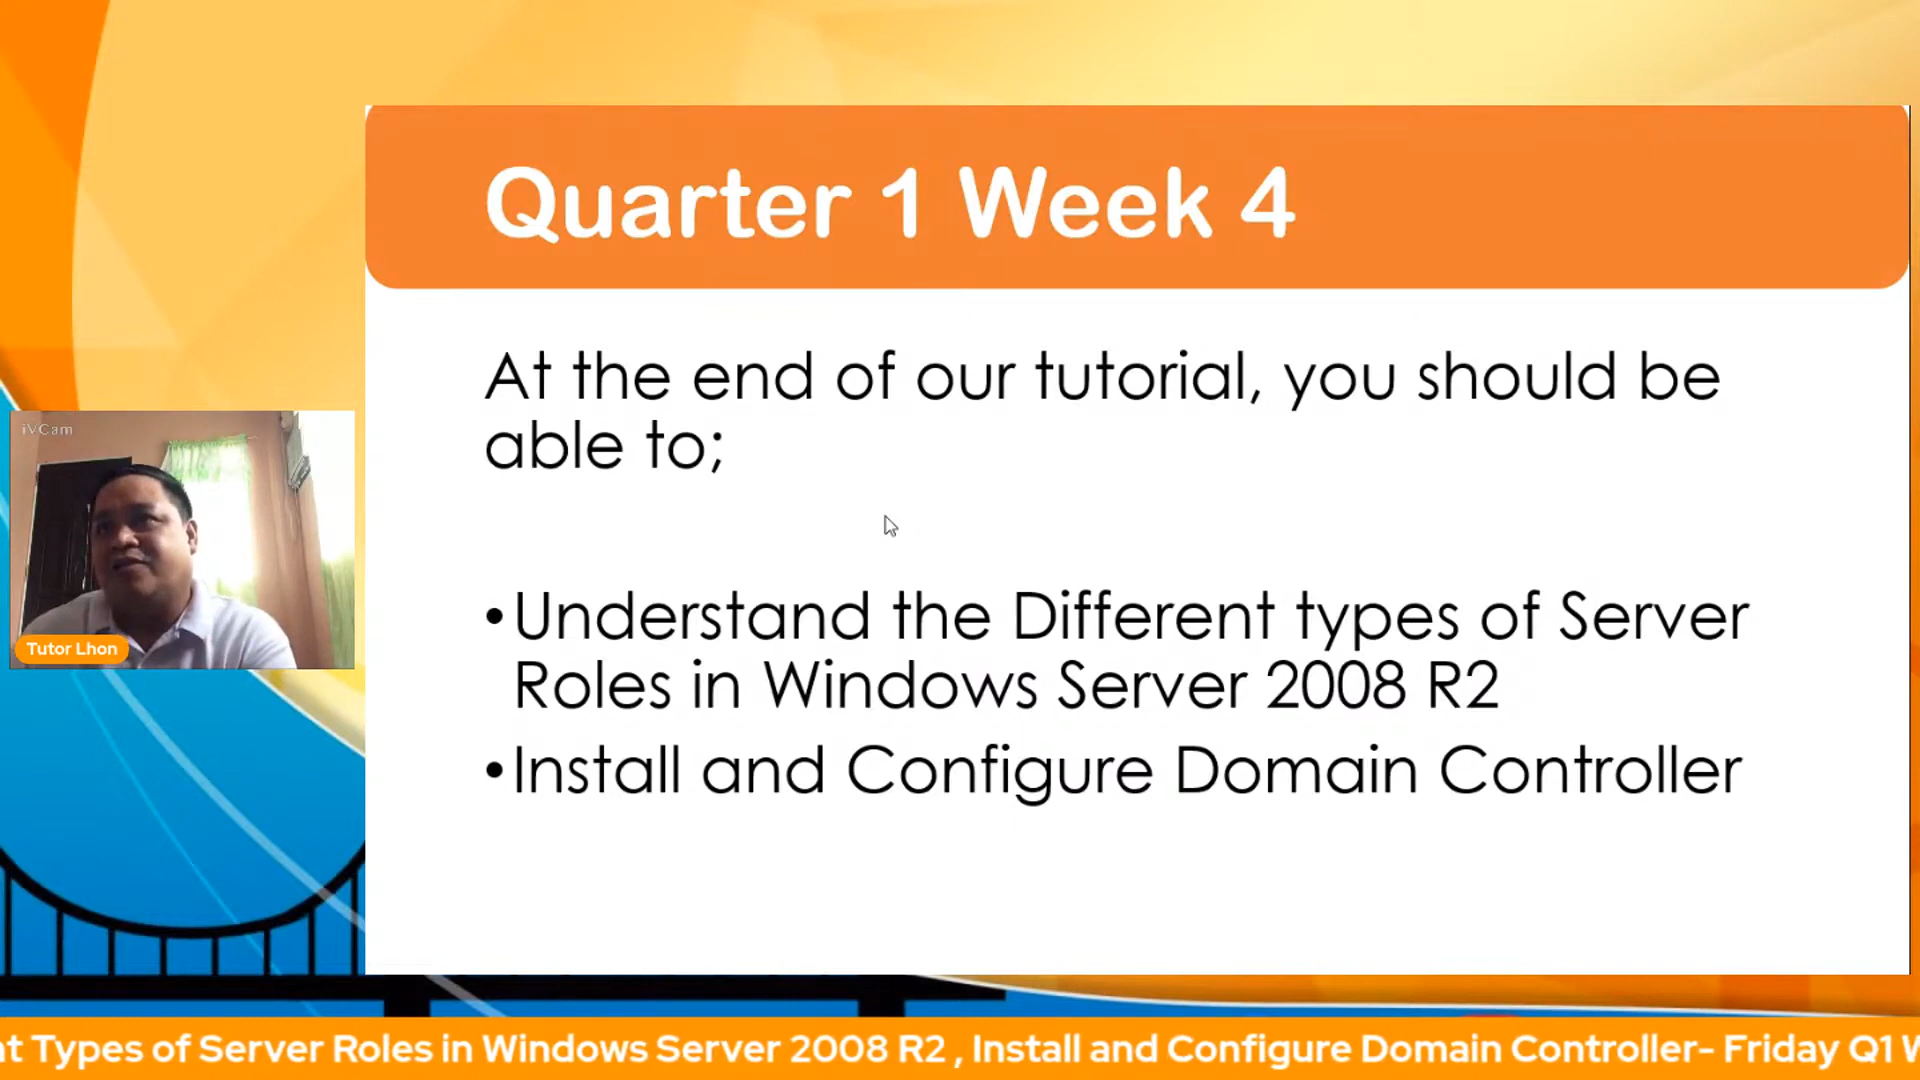 Quarter 1 Week 4
At the end of our tutorial, you should be
able to;
•Understand the Different types of Server
Roles in Windows Server 2008 R2
•Install and Configure Domain Controller
iVCam
Tutor Lhon
Types of Server Roles in Windows Server 2008 R2 , Install and Configure Domain Controller- Friday Q1